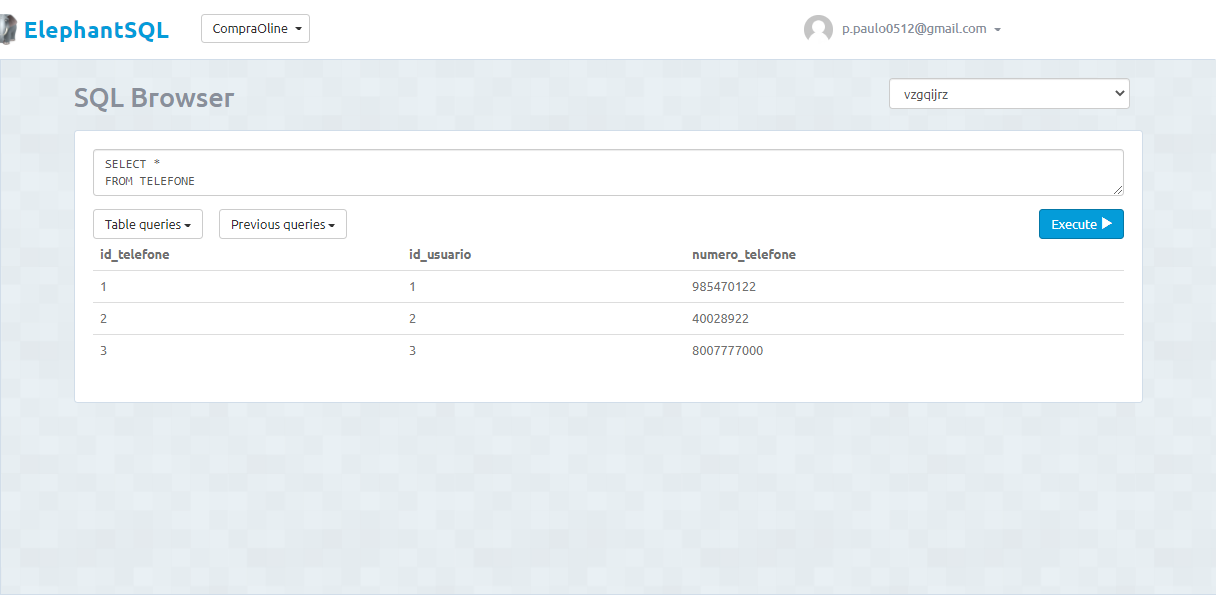 ElephantSQL CompraOline p.paulo0512@gmail.com
SQL Browser vzgqijrz
SELECT *
FROM TELEFONE
Table queries Previous queries Execute
id_telefone id_usuario numero_telefone
1 1 985470122
2 2 40028922
3 3 8007777000